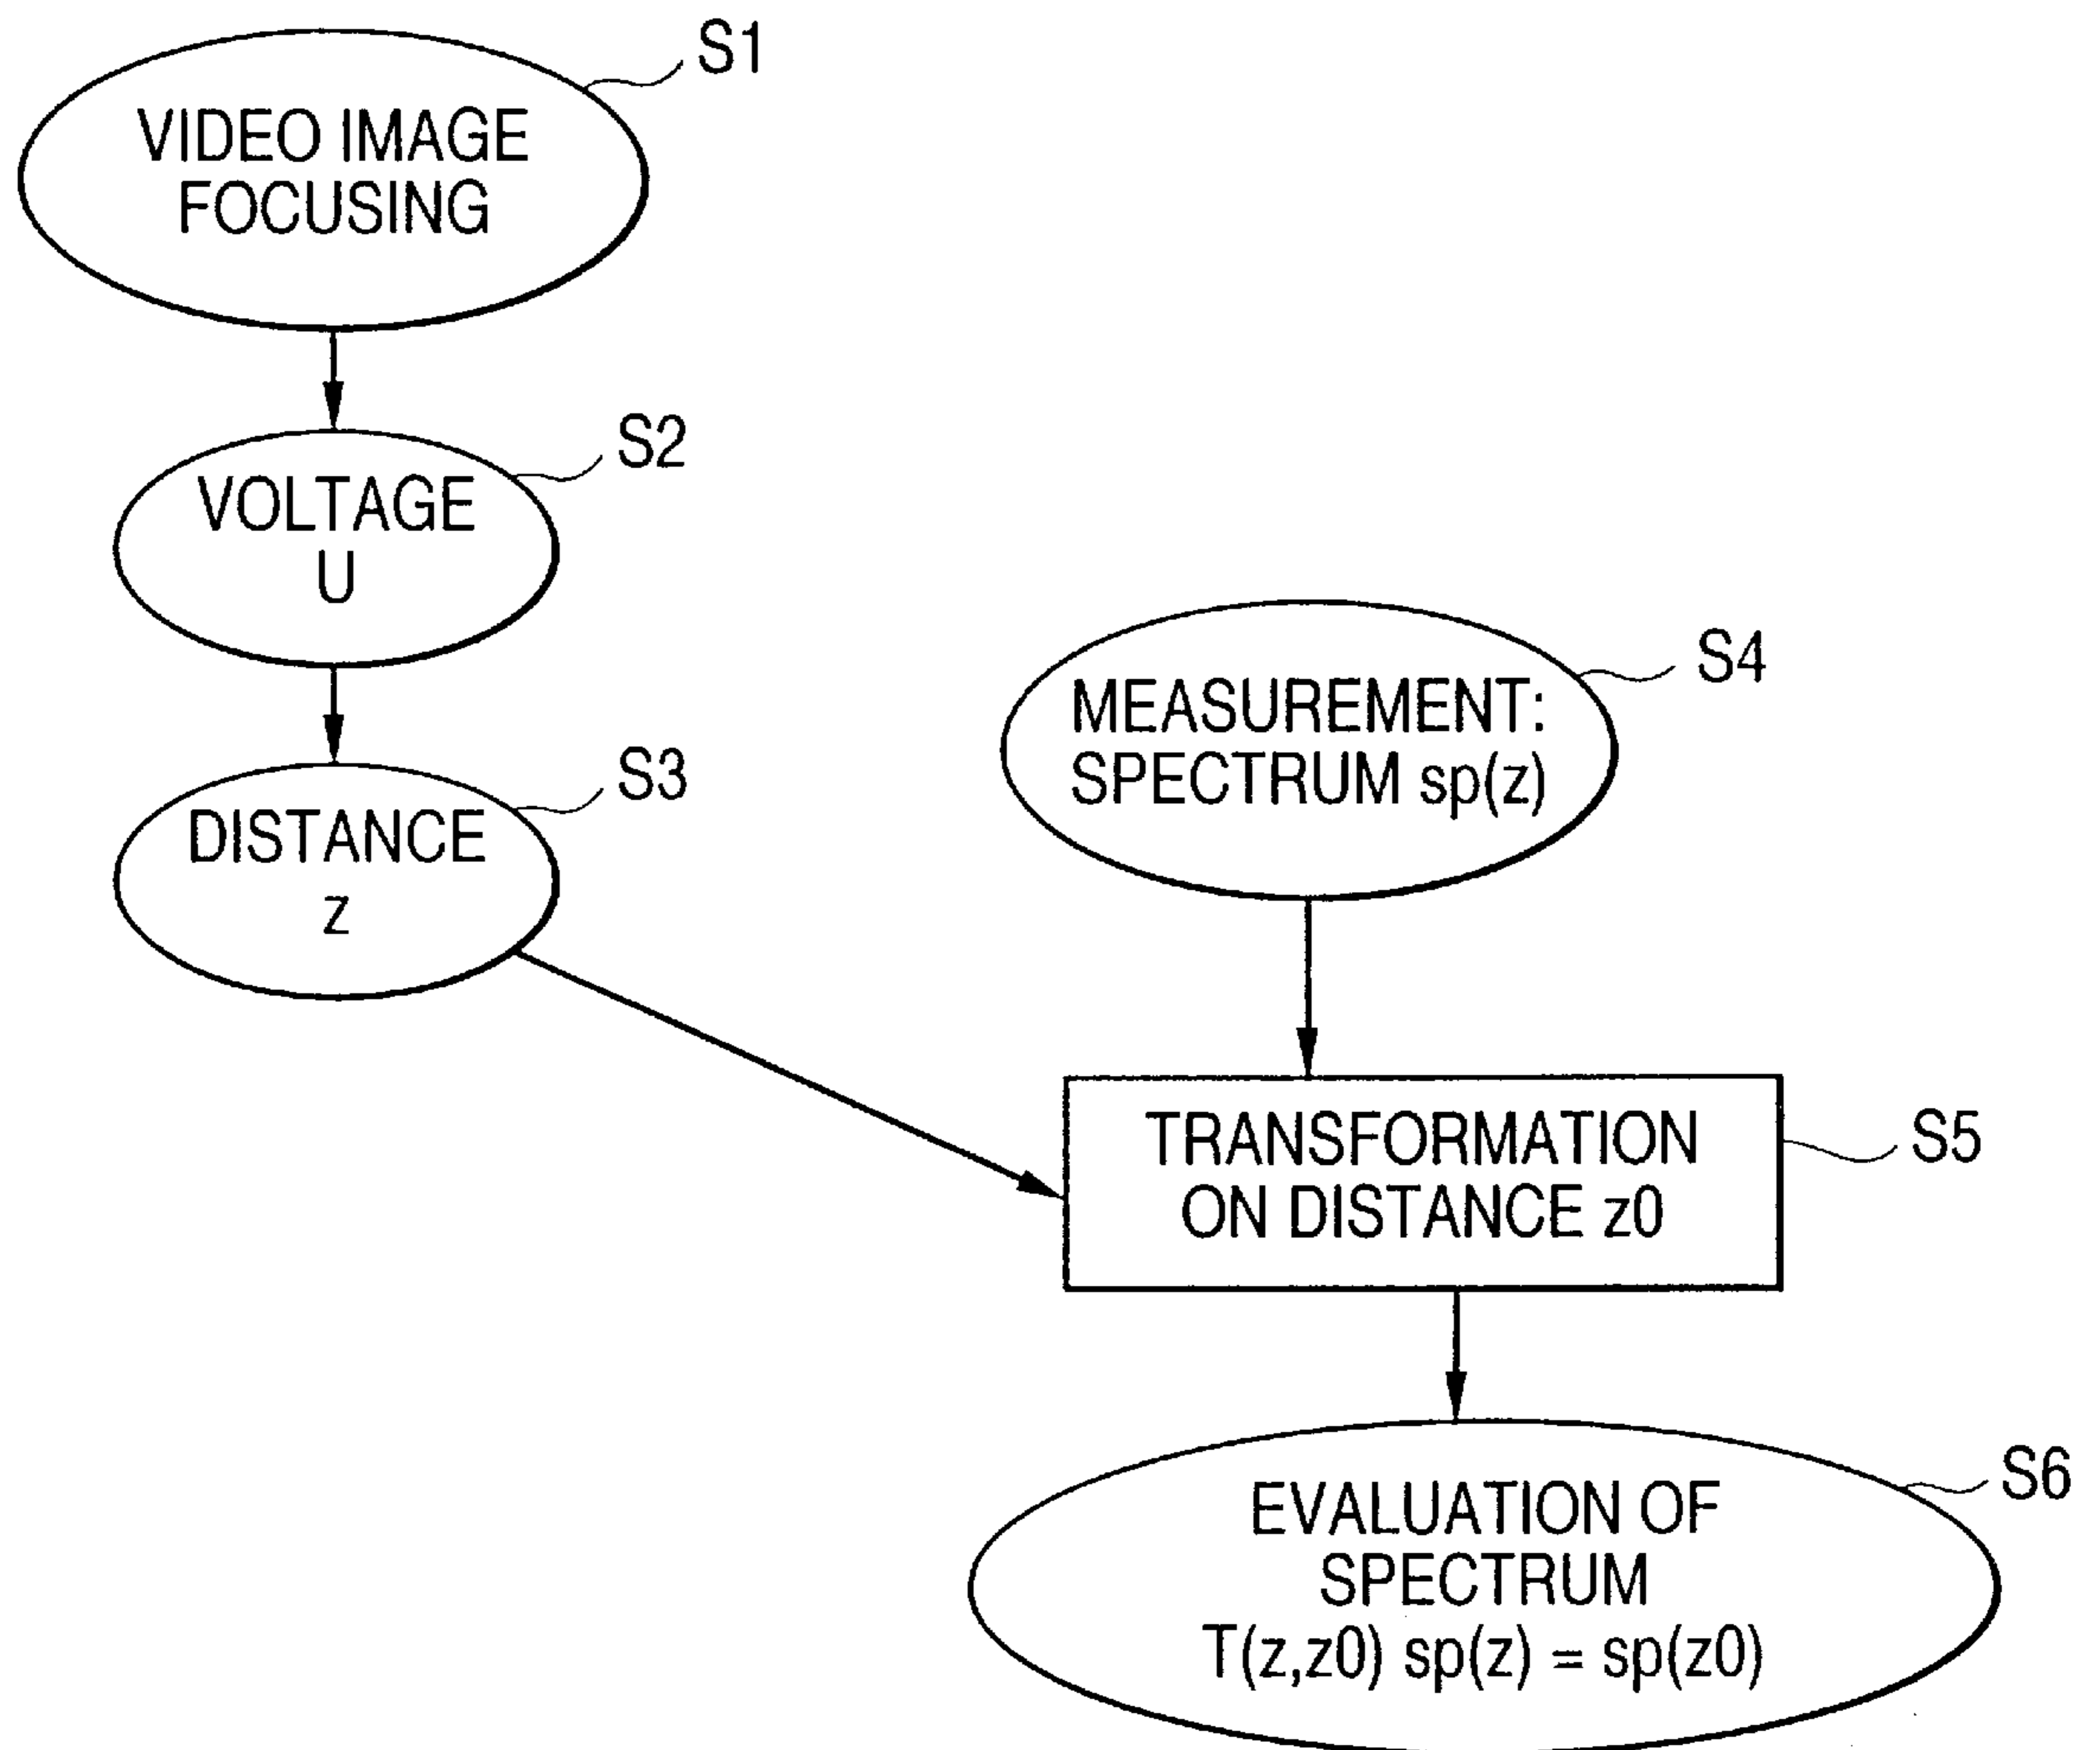 S1
VIDEO IMAGE
FOCUSING
S2
VOLTAGE
U
S3
DISTANCE
z
S4
MEASUREMENT:
SPECTRUM sp(z)
S5
TRANSFORMATION
ON DISTANCE z0
S6
EVALUATION OF
SPECTRUM
T(z,z0) sp(z) = sp(z0)